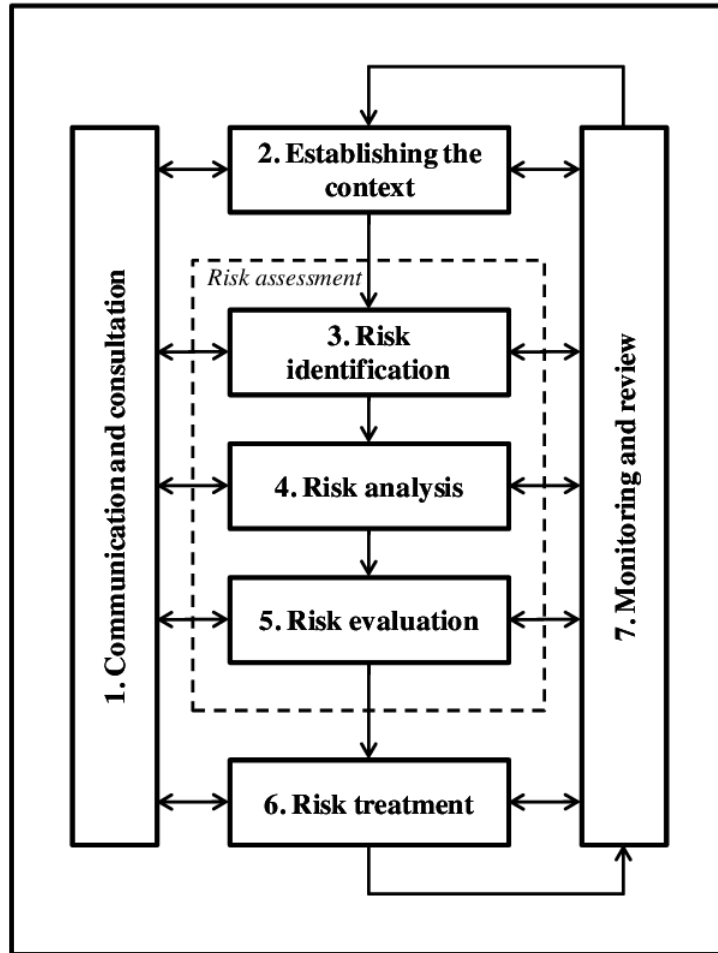 1. Communication and consultation
2. Establishing the
context
Risk assessment
3. Risk
identification
4. Risk analysis
5. Risk evaluation
6. Risk treatment
7. Monitoring and review